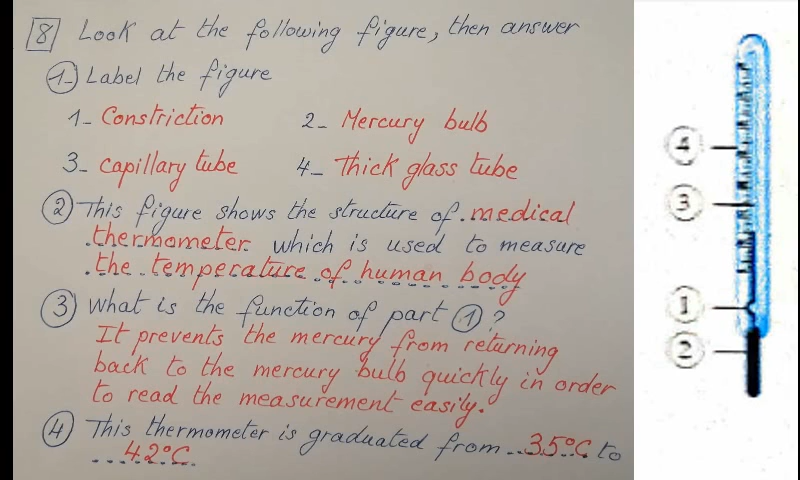 8 Look at the following figure, then answer
1- Label the figure
1- Constriction 2- Mercury bulb
3- Capillary tube 4- Thick glass tube
2 This figure shows the structure of .medical
.thermometer. which is used to measure
.the.temperature.of.human body
3 What is the function of part 1 ?
It prevents the mercury from returning
back to the mercury bulb quickly in order
to read the measurement easily.
4 This thermometer is graduated from ..35°C to
...42°C.
4
3
1
2